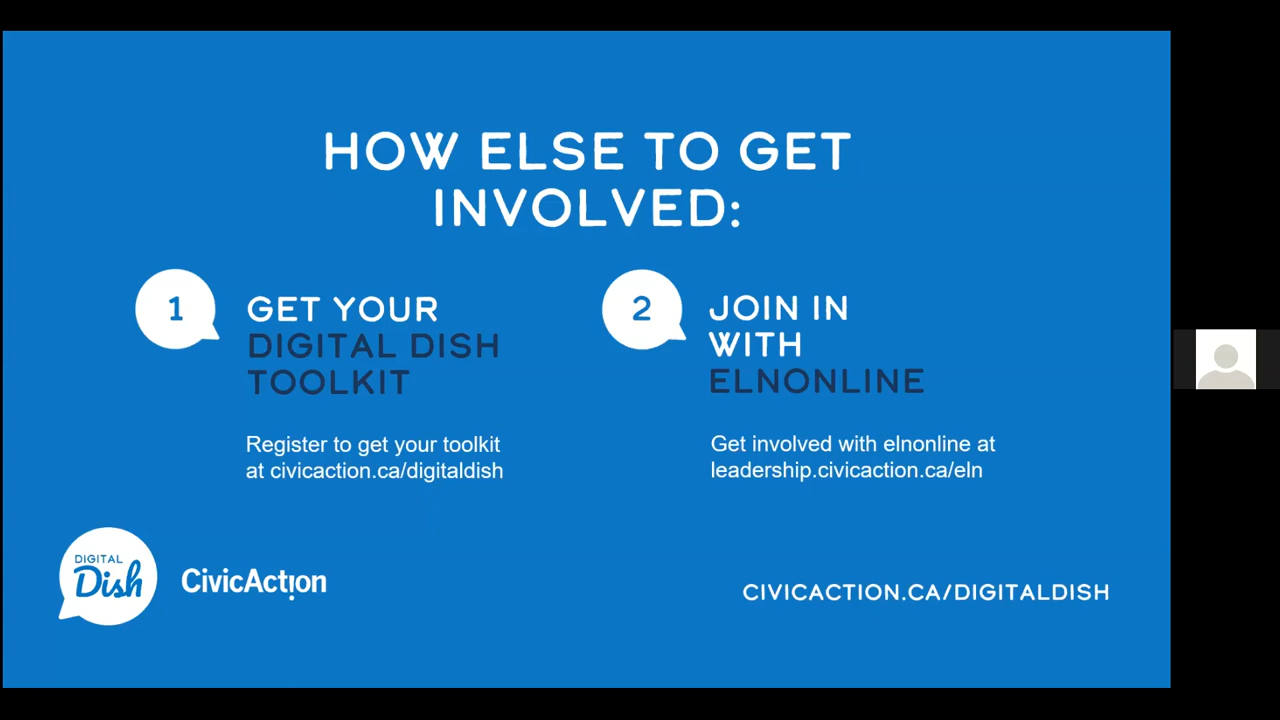 HOW ELSE TO GET
INVOLVED:
1
GET YOUR
DIGITAL DISH
TOOLKIT
Register to get your toolkit
at civicaction.ca/digitaldish
2
JOIN IN
WITH
ELNONLINE
Get involved with elnonline at
leadership.civicaction.ca/eln
DIGITAL
Dish
CivicAction
CIVICACTION.CA/DIGITALDISH